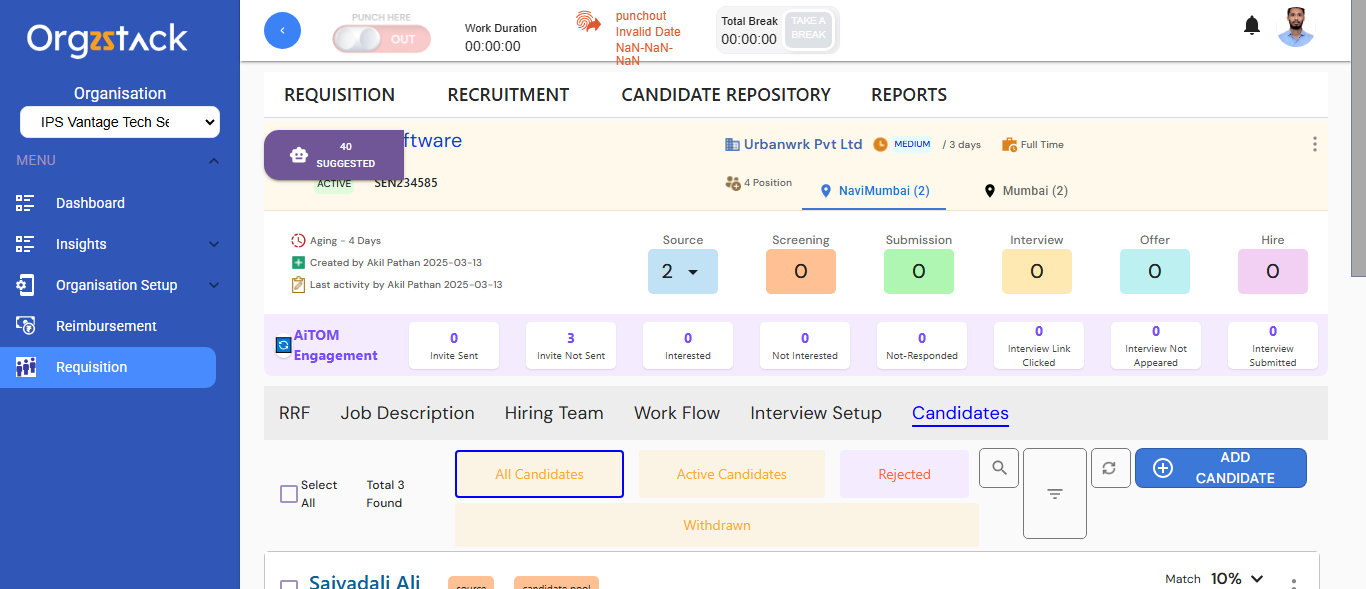 Orgzstack
Organisation
IPS Vantage Tech Se
MENU
Dashboard
Insights
Organisation Setup
Reimbursement
Requisition
PUNCH HERE
OUT
Work Duration
00:00:00
punchout
Invalid Date
NaN-NaN-
NaN
Total Break
00:00:00
TAKE A
BREAK
REQUISITION
RECRUITMENT
CANDIDATE REPOSITORY
REPORTS
40
SUGGESTED
ftware
ACTIVE
SEN234585
Urbanwrk Pvt Ltd
MEDIUM
/ 3 days
Full Time
4 Position
NaviMumbai (2)
Mumbai (2)
Aging - 4 Days
Created by Akil Pathan 2025-03-13
Last activity by Akil Pathan 2025-03-13
Source
2
Screening
0
Submission
0
Interview
0
Offer
0
Hire
0
AiTOM
Engagement
0
Invite Sent
3
Invite Not Sent
0
Interested
0
Not Interested
0
Not-Responded
0
Interview Link
Clicked
0
Interview Not
Appeared
0
Interview
Submitted
RRF
Job Description
Hiring Team
Work Flow
Interview Setup
Candidates
Select
All
Total 3
Found
All Candidates
Active Candidates
Rejected
Withdrawn
ADD
CANDIDATE
Saiyadali Ali
source
candidate pool
Match
10%